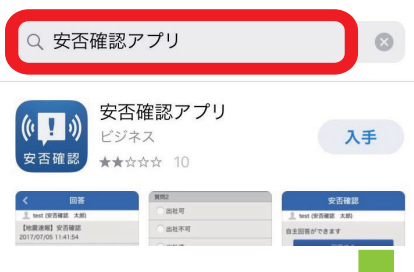 安否確認アプリ
安否確認アプリ
ビジネス
入手
10
安否確認
回答
test (安否確認 太郎)
【地震速報】安否確認
2017/07/05 11:41:54
質問2
出社可
出社不可
安否確認
test (安否確認 太郎)
自主回答ができます